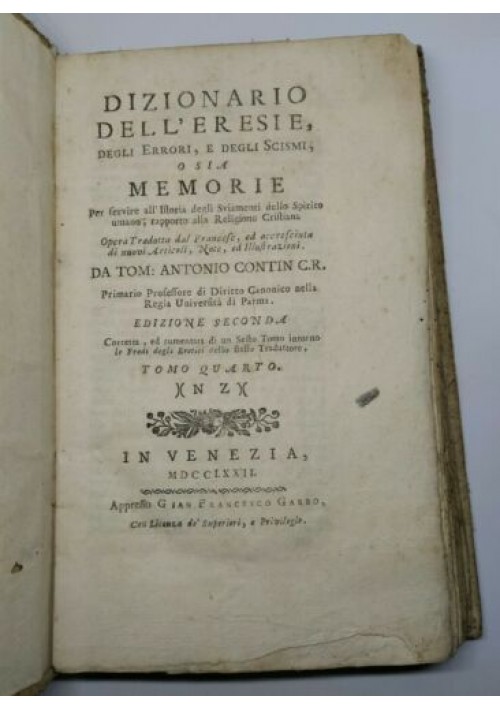 DIZIONARIO
DELL'ERESIE,
DEGLI ERRORI, E DEGLI SCISMI;
O SIA
MEMORIE
Per servire all'Istoria degli Sviamenti dello Spirito
umano, rapporto alla Religione Cristiana
Opera Tradotta dal Francese, ed accresciuta
di nuovi Articoli, Note, ed Illustrazioni.
DA TOM: ANTONIO CONTIN C.R.
Primario Professore di Diritto Canonico nella
Regia Università di Parma.
EDIZIONE SECONDA
Corretta, ed aumentata di un Sesto Tomo intorno
le Frodi degli Eretici dello stesso Traduttore.
TOMO QUARTO.
)( N Z )(
IN VENEZIA,
MDCCLXXII.
Appresso GIAN FRANCESCO GARBO,
Con Licenza de' Superiori, e Privilegio.